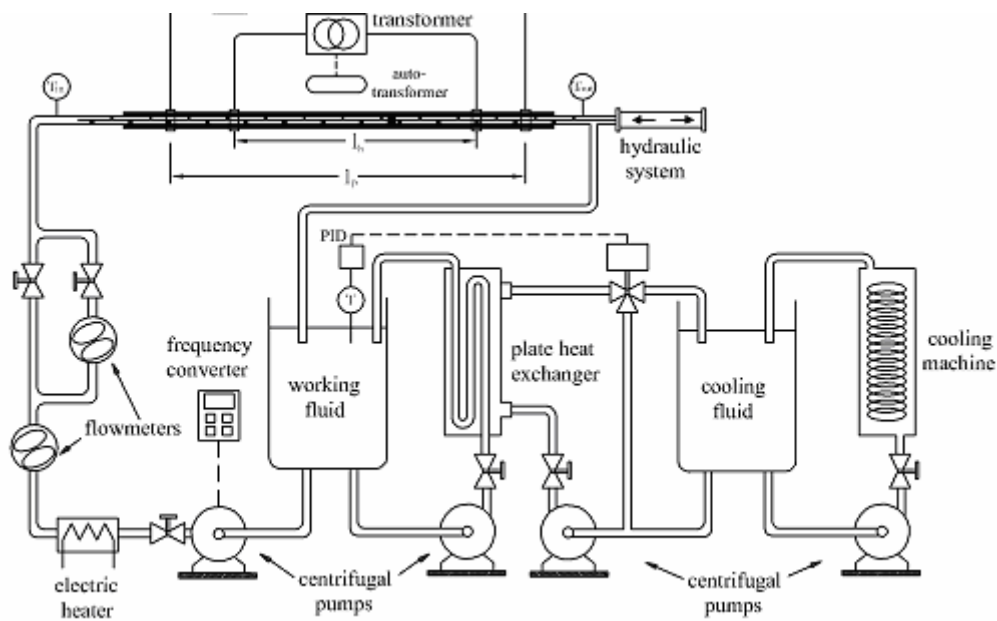 transformer
auto-
transformer
T_in
T_out
hydraulic
system
l_h
l_p
PID
T
frequency
converter
working
fluid
plate heat
exchanger
cooling
fluid
cooling
machine
flowmeters
electric
heater
centrifugal
pumps
centrifugal
pumps